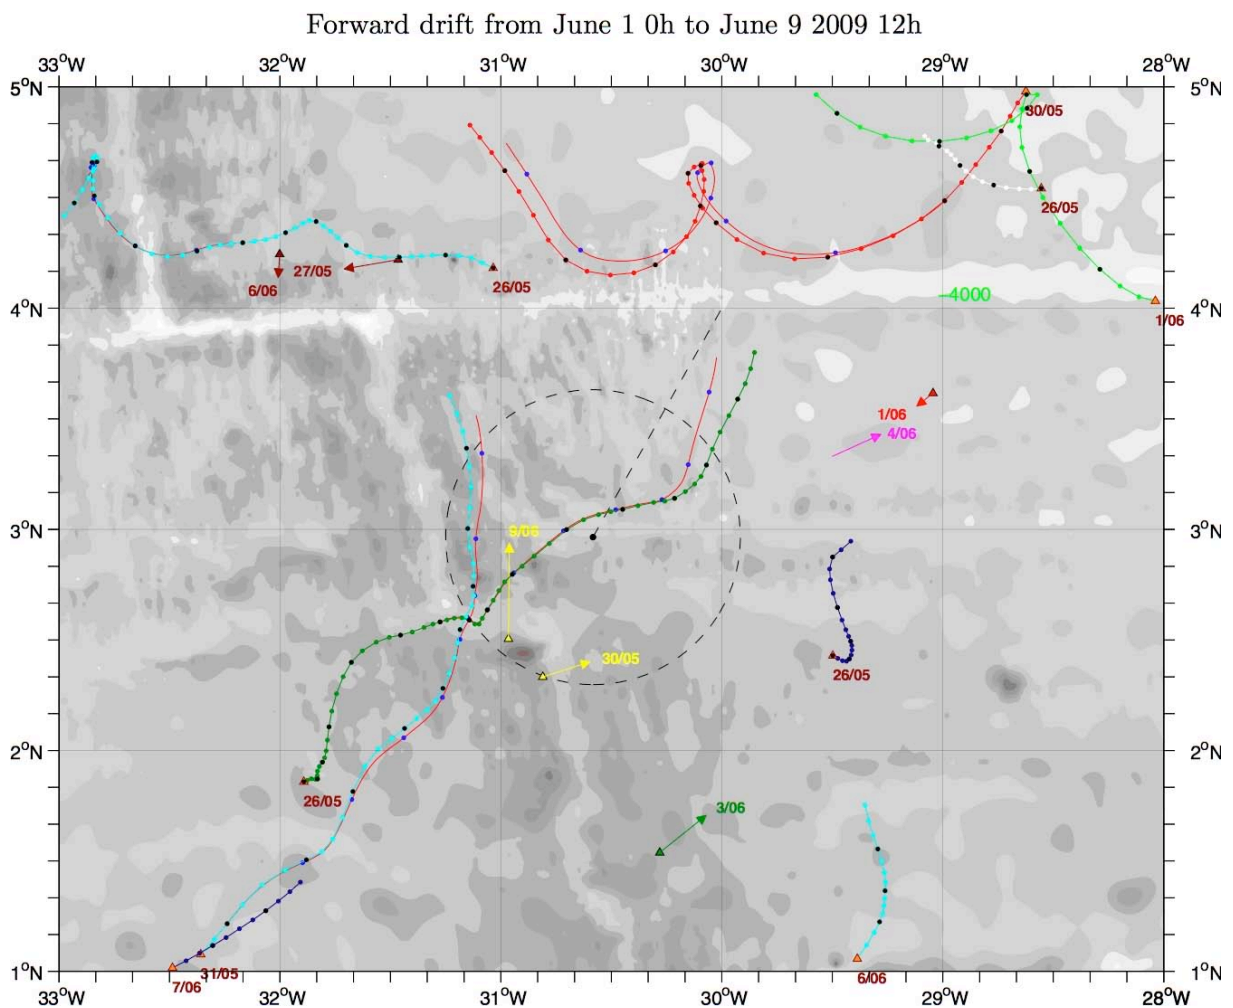 Forward drift from June 1 0h to June 9 2009 12h
33°W 32°W 31°W 30°W 29°W 28°W
5°N 5°N
30/05
26/05
27/05
6/06
26/05
-4000
4°N 4°N
1/06
1/06
4/06
3°N 9/06 3°N
30/05
26/05
2°N 2°N
26/05
3/06
1°N 31/05 6/06 1°N
7/06
33°W 32°W 31°W 30°W 29°W 28°W